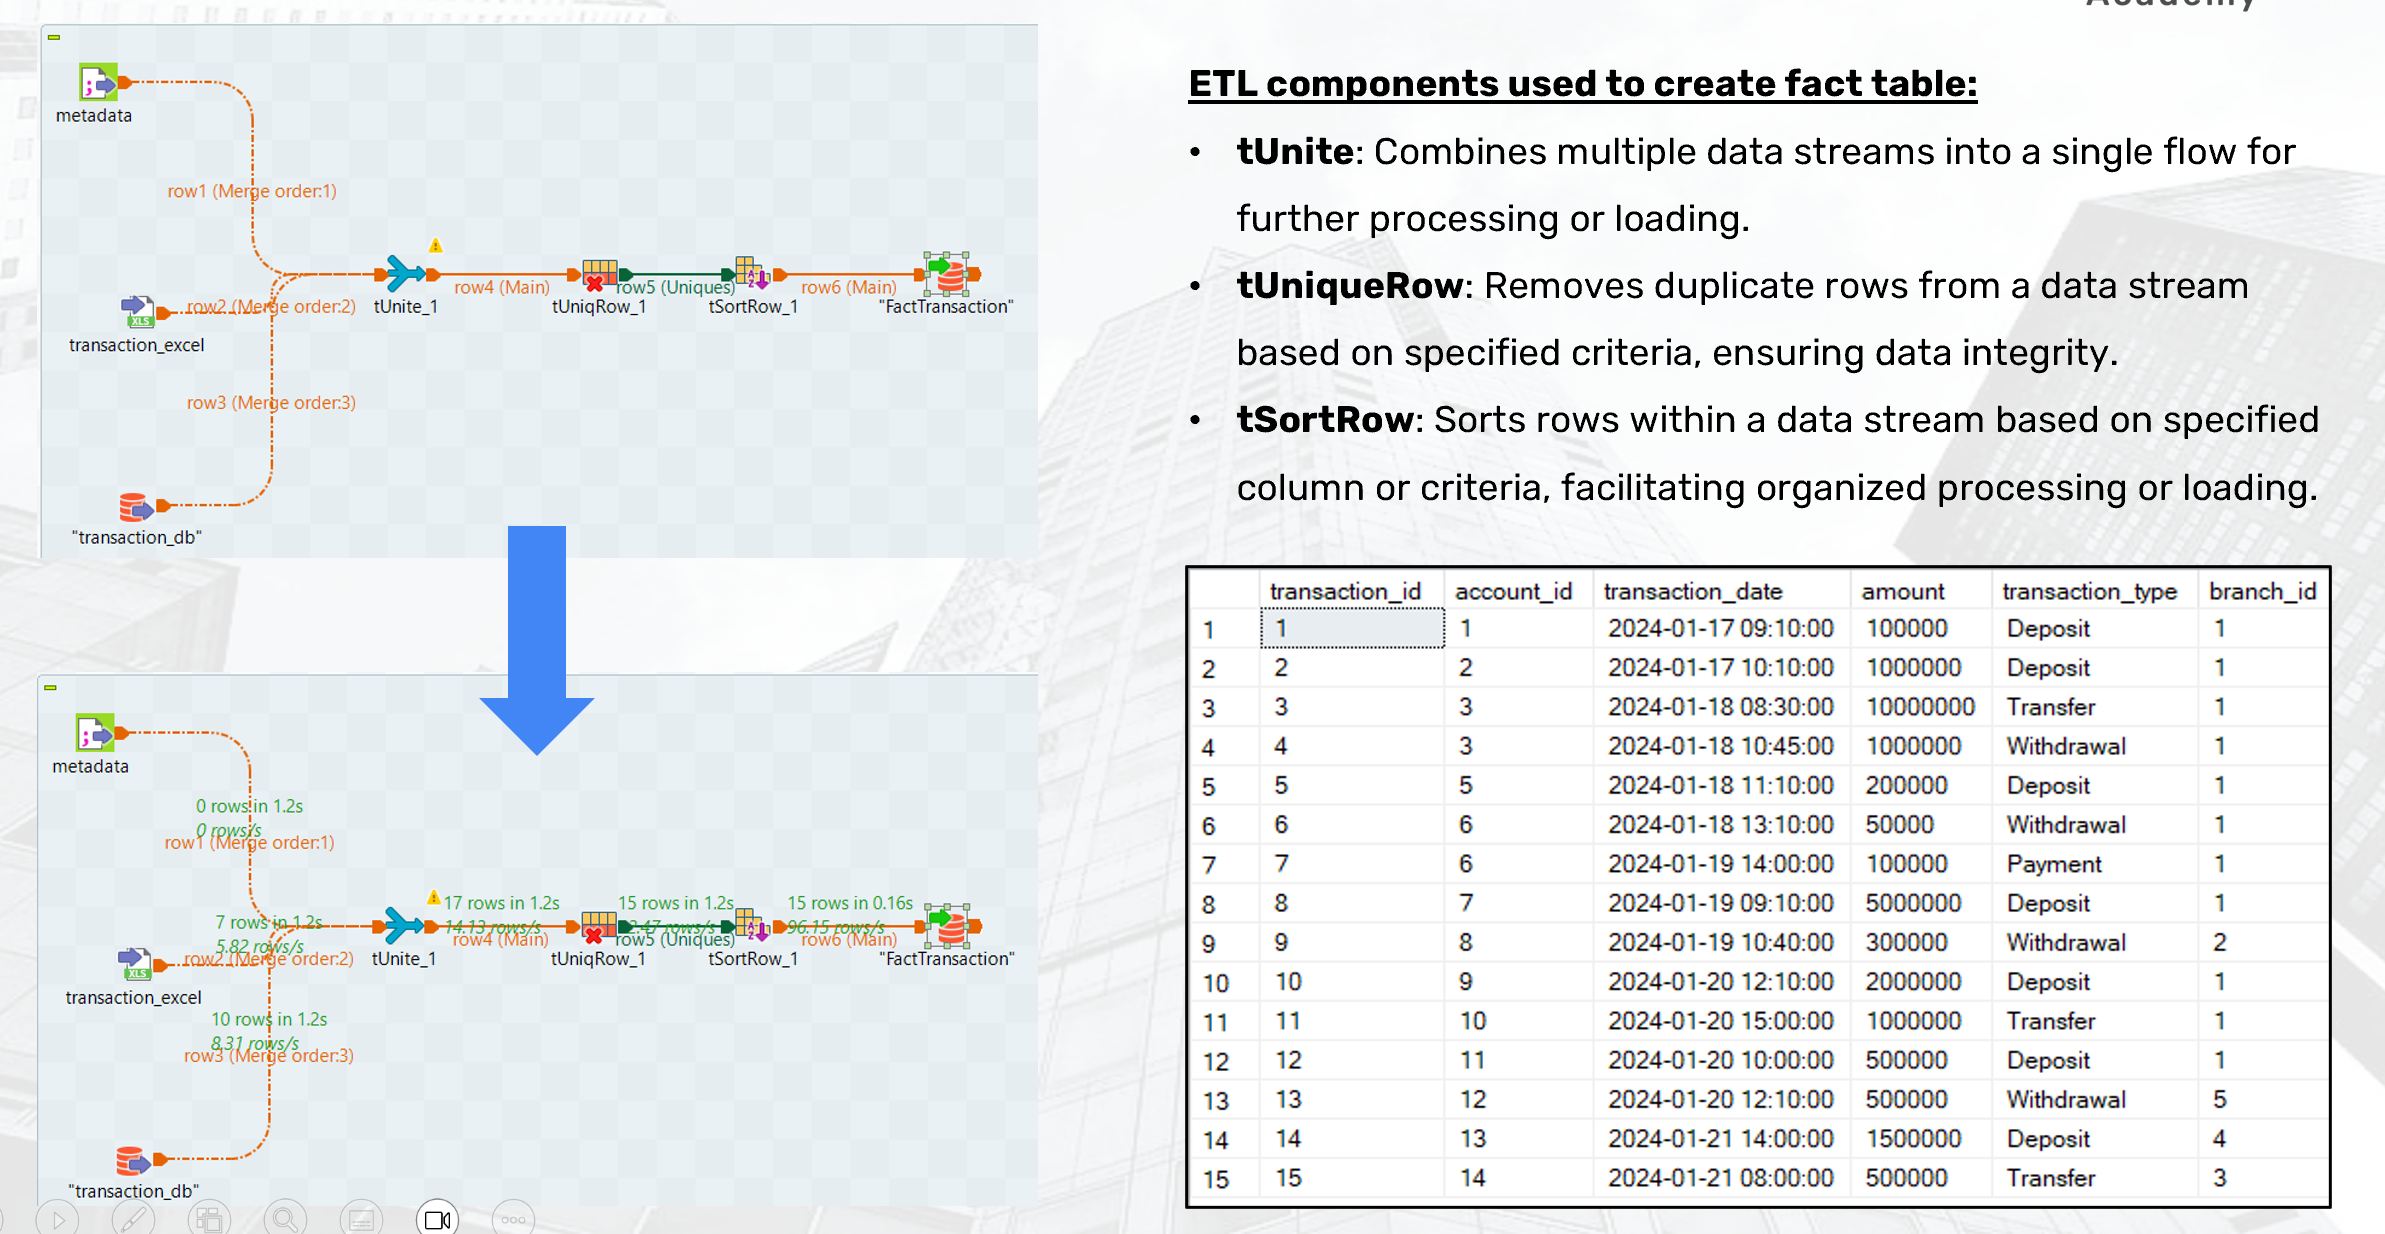 metadata
row1 (Merge order:1)
row2 (Merge order:2)
transaction_excel
row3 (Merge order:3)
"transaction_db"
tUnite_1
row4 (Main)
tUniqRow_1
row5 (Uniques)
tSortRow_1
row6 (Main)
"FactTransaction"
metadata
0 rows in 1.2s
0 rows/s
row1 (Merge order:1)
7 rows in 1.2s
5.82 rows/s
row2 (Merge order:2)
transaction_excel
10 rows in 1.2s
8.31 rows/s
row3 (Merge order:3)
"transaction_db"
tUnite_1
17 rows in 1.2s
14.13 rows/s
row4 (Main)
tUniqRow_1
15 rows in 1.2s
row5 (Uniques)
tSortRow_1
15 rows in 0.16s
96.15 rows/s
row6 (Main)
"FactTransaction"
Academy
ETL components used to create fact table:
• tUnite: Combines multiple data streams into a single flow for
further processing or loading.
• tUniqueRow: Removes duplicate rows from a data stream
based on specified criteria, ensuring data integrity.
• tSortRow: Sorts rows within a data stream based on specified
column or criteria, facilitating organized processing or loading.
transaction_id account_id transaction_date amount transaction_type branch_id
1 1 1 2024-01-17 09:10:00 100000 Deposit 1
2 2 2 2024-01-17 10:10:00 1000000 Deposit 1
3 3 3 2024-01-18 08:30:00 10000000 Transfer 1
4 4 3 2024-01-18 10:45:00 1000000 Withdrawal 1
5 5 5 2024-01-18 11:10:00 200000 Deposit 1
6 6 6 2024-01-18 13:10:00 50000 Withdrawal 1
7 7 6 2024-01-19 14:00:00 100000 Payment 1
8 8 7 2024-01-19 09:10:00 5000000 Deposit 1
9 9 8 2024-01-19 10:40:00 300000 Withdrawal 2
10 10 9 2024-01-20 12:10:00 2000000 Deposit 1
11 11 10 2024-01-20 15:00:00 1000000 Transfer 1
12 12 11 2024-01-20 10:00:00 500000 Deposit 1
13 13 12 2024-01-20 12:10:00 500000 Withdrawal 5
14 14 13 2024-01-21 14:00:00 1500000 Deposit 4
15 15 14 2024-01-21 08:00:00 500000 Transfer 3